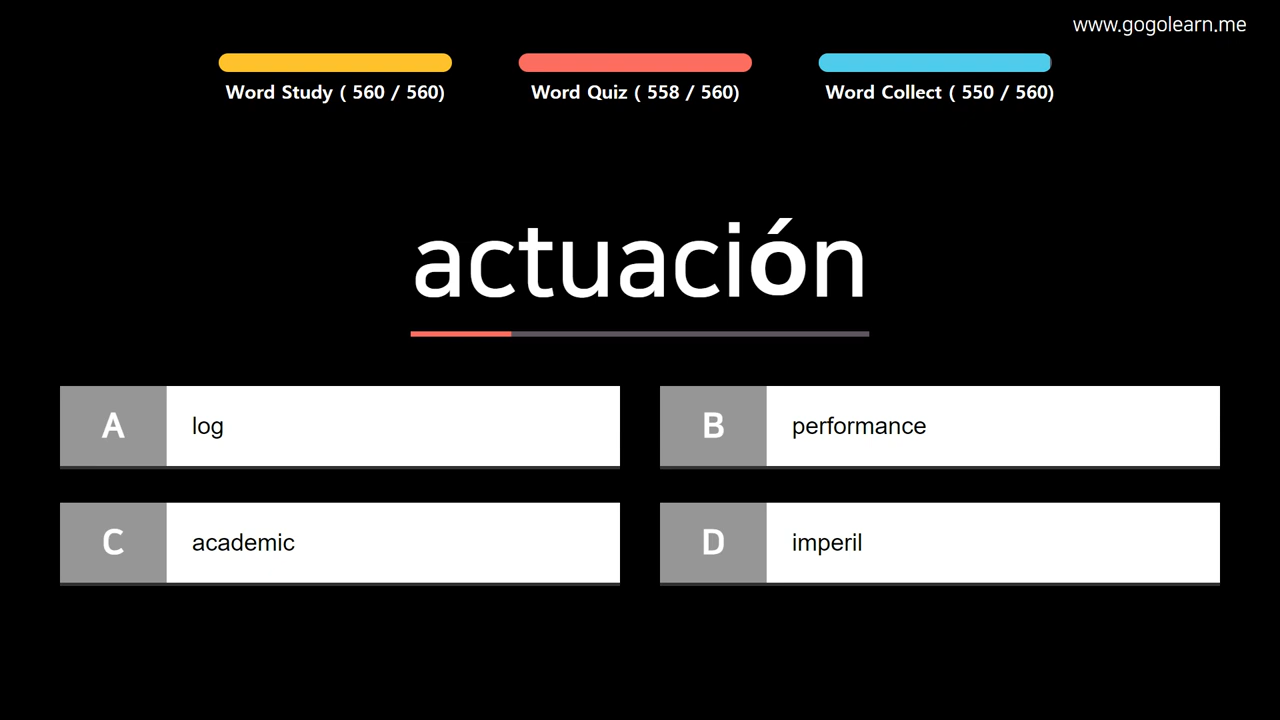 www.gogolearn.me
Word Study ( 560 / 560)
Word Quiz ( 558 / 560)
Word Collect ( 550 / 560)
actuación
A
log
B
performance
C
academic
D
imperil